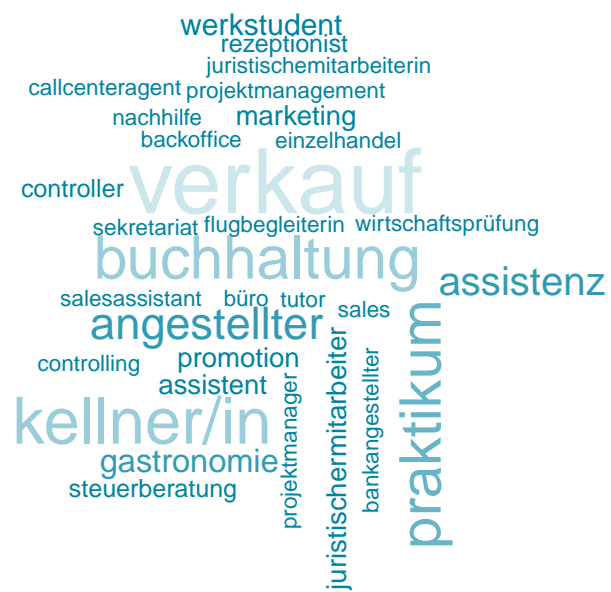 werkstudent
rezeptionist
juristischemitarbeiterin
callcenteragent projektmanagement
nachhilfe marketing
backoffice einzelhandel
verkauf
controller
sekretariat flugbegleiterin wirtschaftsprüfung
buchhaltung
assistenz
salesassistant büro tutor sales
angestellter
controlling promotion
assistent
kellner/in
gastronomie
steuerberatung
projektmanager
juristischermitarbeiter
bankangestellter
praktikum